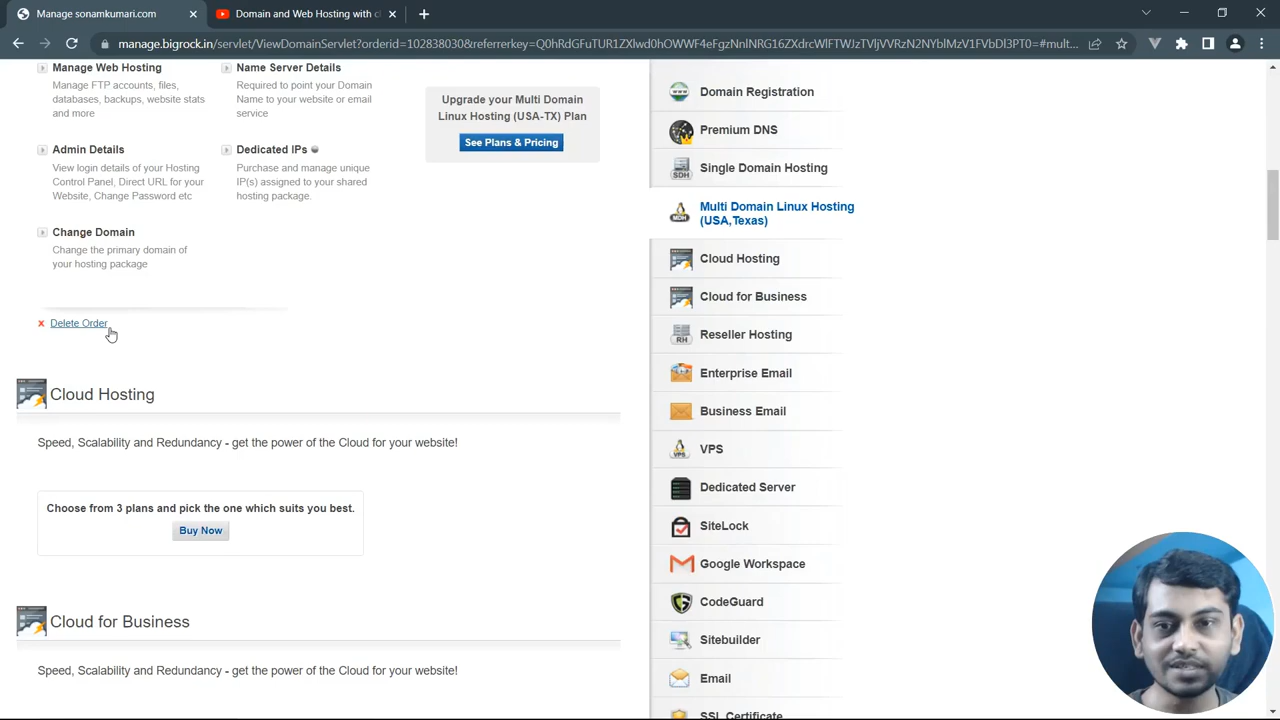 Manage sonamkumari.com
Domain and Web Hosting with cl
manage.bigrock.in/servlet/ViewDomainServlet?orderid=102838030&referrerkey=Q0hRdGFuTUR1ZXlwd0hOWWF4eFgzNnlNRG16ZXdrcWlFTWJzTVljVVRzN2NYblMzV1FVbDl3PT0=#mult...
Manage Web Hosting
Manage FTP accounts, files,
databases, backups, website stats
and more
Name Server Details
Required to point your Domain
Name to your website or email
service
Admin Details
View login details of your Hosting
Control Panel, Direct URL for your
Website, Change Password etc
Dedicated IPs
Purchase and manage unique
IP(s) assigned to your shared
hosting package.
Change Domain
Change the primary domain of
your hosting package
Upgrade your Multi Domain
Linux Hosting (USA-TX) Plan
See Plans & Pricing
x Delete Order
Cloud Hosting
Speed, Scalability and Redundancy - get the power of the Cloud for your website!
Choose from 3 plans and pick the one which suits you best.
Buy Now
Cloud for Business
Speed, Scalability and Redundancy - get the power of the Cloud for your website!
Domain Registration
Premium DNS
SDH Single Domain Hosting
MDH Multi Domain Linux Hosting
(USA,Texas)
Cloud Hosting
Cloud for Business
RH Reseller Hosting
Enterprise Email
Business Email
VPS VPS
Dedicated Server
SiteLock
Google Workspace
CodeGuard
Sitebuilder
Email
SSL Certificate